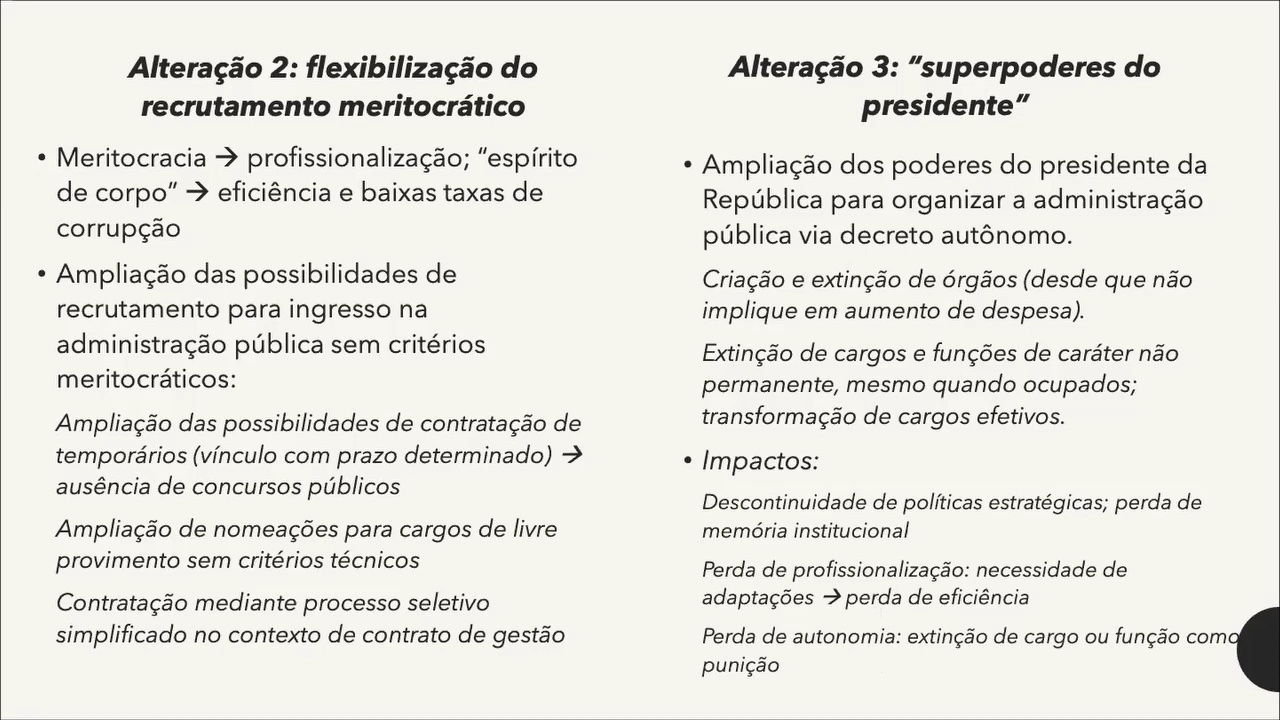 Alteração 2: flexibilização do
recrutamento meritocrático
• Meritocracia → profissionalização; “espírito
de corpo” → eficiência e baixas taxas de
corrupção
• Ampliação das possibilidades de
recrutamento para ingresso na
administração pública sem critérios
meritocráticos:
Ampliação das possibilidades de contratação de
temporários (vínculo com prazo determinado) →
ausência de concursos públicos
Ampliação de nomeações para cargos de livre
provimento sem critérios técnicos
Contratação mediante processo seletivo
simplificado no contexto de contrato de gestão
Alteração 3: “superpoderes do
presidente”
• Ampliação dos poderes do presidente da
República para organizar a administração
pública via decreto autônomo.
Criação e extinção de órgãos (desde que não
implique em aumento de despesa).
Extinção de cargos e funções de caráter não
permanente, mesmo quando ocupados;
transformação de cargos efetivos.
• Impactos:
Descontinuidade de políticas estratégicas; perda de
memória institucional
Perda de profissionalização: necessidade de
adaptações → perda de eficiência
Perda de autonomia: extinção de cargo ou função como
punição